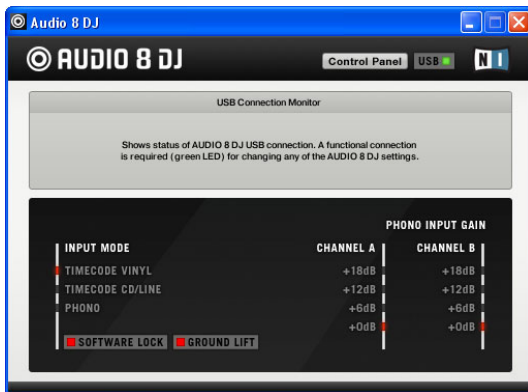 Audio 8 DJ
AUDIO 8 DJ
Control Panel
USB
NI
USB Connection Monitor
Shows status of AUDIO 8 DJ USB connection. A functional connection
is required (green LED) for changing any of the AUDIO 8 DJ settings.
PHONO INPUT GAIN
INPUT MODE CHANNEL A CHANNEL B
TIMECODE VINYL +18dB +18dB
TIMECODE CD/LINE +12dB +12dB
PHONO +6dB +6dB
+0dB +0dB
SOFTWARE LOCK GROUND LIFT